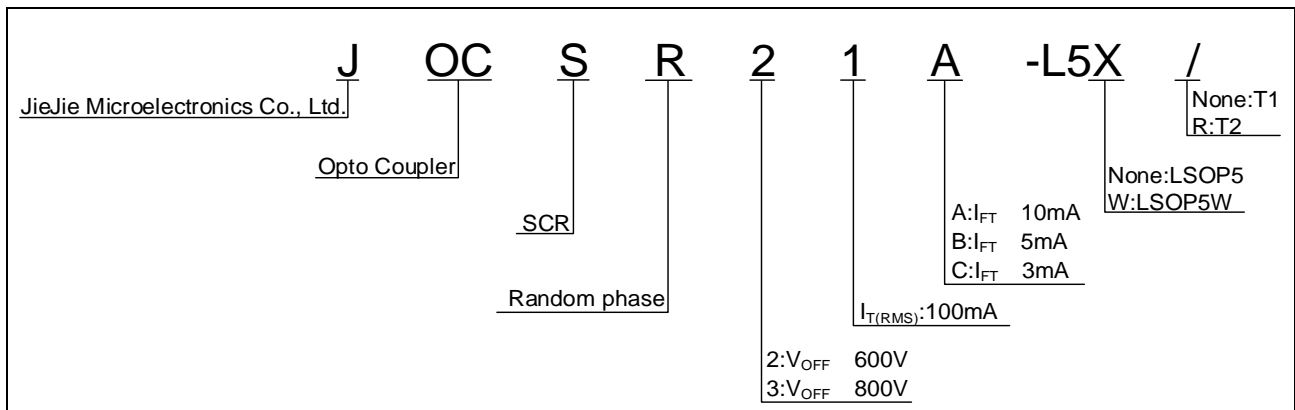 J OC S R 2 1 A -L5X /
JieJie Microelectronics Co., Ltd.
None:T1
R:T2
Opto Coupler
None:LSOP5
W:LSOP5W
SCR
A:IFT 10mA
B:IFT 5mA
C:IFT 3mA
Random phase
IT(RMS):100mA
2:VOFF 600V
3:VOFF 800V